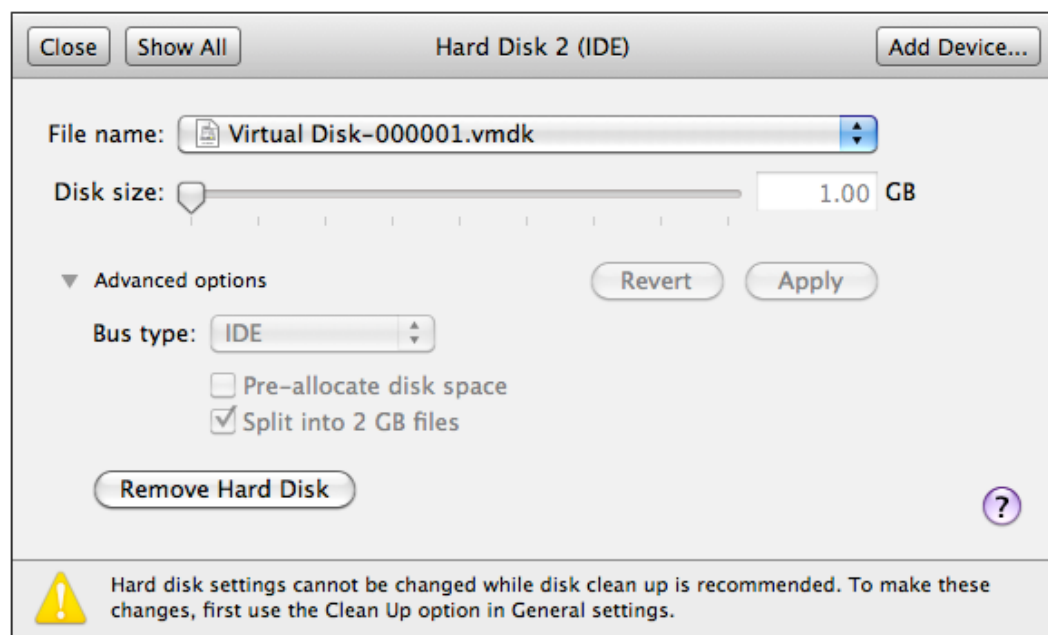 Close Show All Hard Disk 2 (IDE) Add Device...
File name: Virtual Disk-000001.vmdk
Disk size: 1.00 GB
Advanced options Revert Apply
Bus type: IDE
Pre-allocate disk space
Split into 2 GB files
Remove Hard Disk
?
Hard disk settings cannot be changed while disk clean up is recommended. To make these
changes, first use the Clean Up option in General settings.